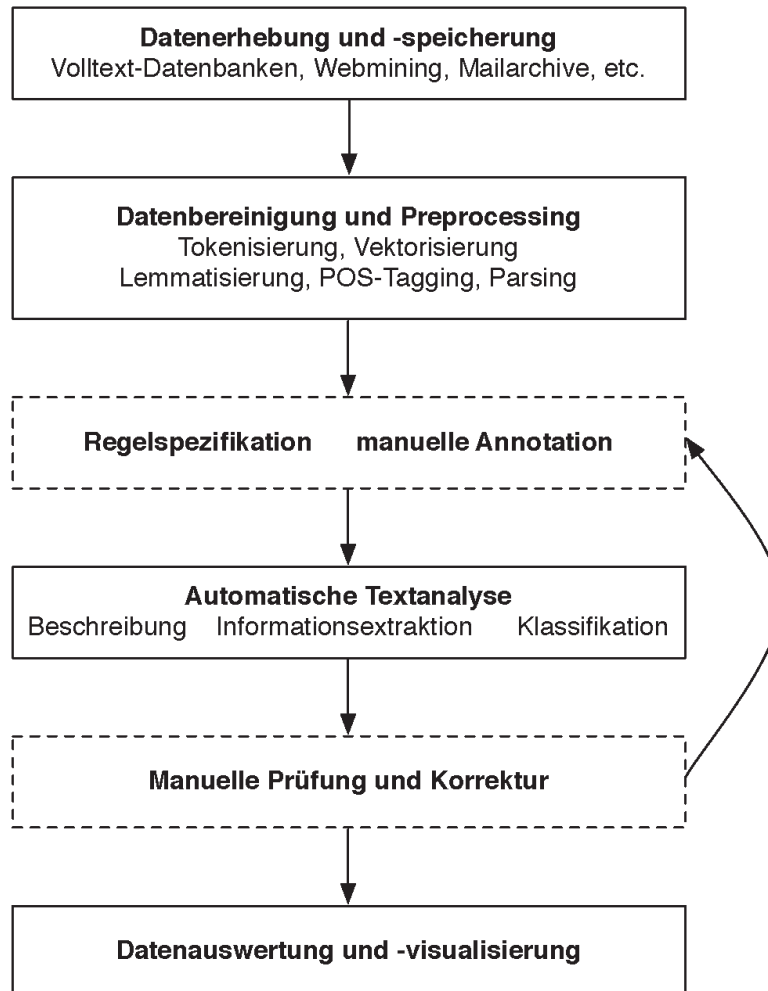 Datenerhebung und -speicherung
Volltext-Datenbanken, Webmining, Mailarchive, etc.
Datenbereinigung und Preprocessing
Tokenisierung, Vektorisierung
Lemmatisierung, POS-Tagging, Parsing
Regelspezifikation manuelle Annotation
Automatische Textanalyse
Beschreibung Informationsextraktion Klassifikation
Manuelle Prüfung und Korrektur
Datenauswertung und -visualisierung